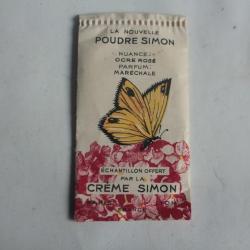 LA NOUVELLE
POUDRE SIMON
NUANCE:
OCRE ROSÉ
PARFUM:
MARÉCHALE
ÉCHANTILLON OFFERT
PAR LA
CRÈME SIMON